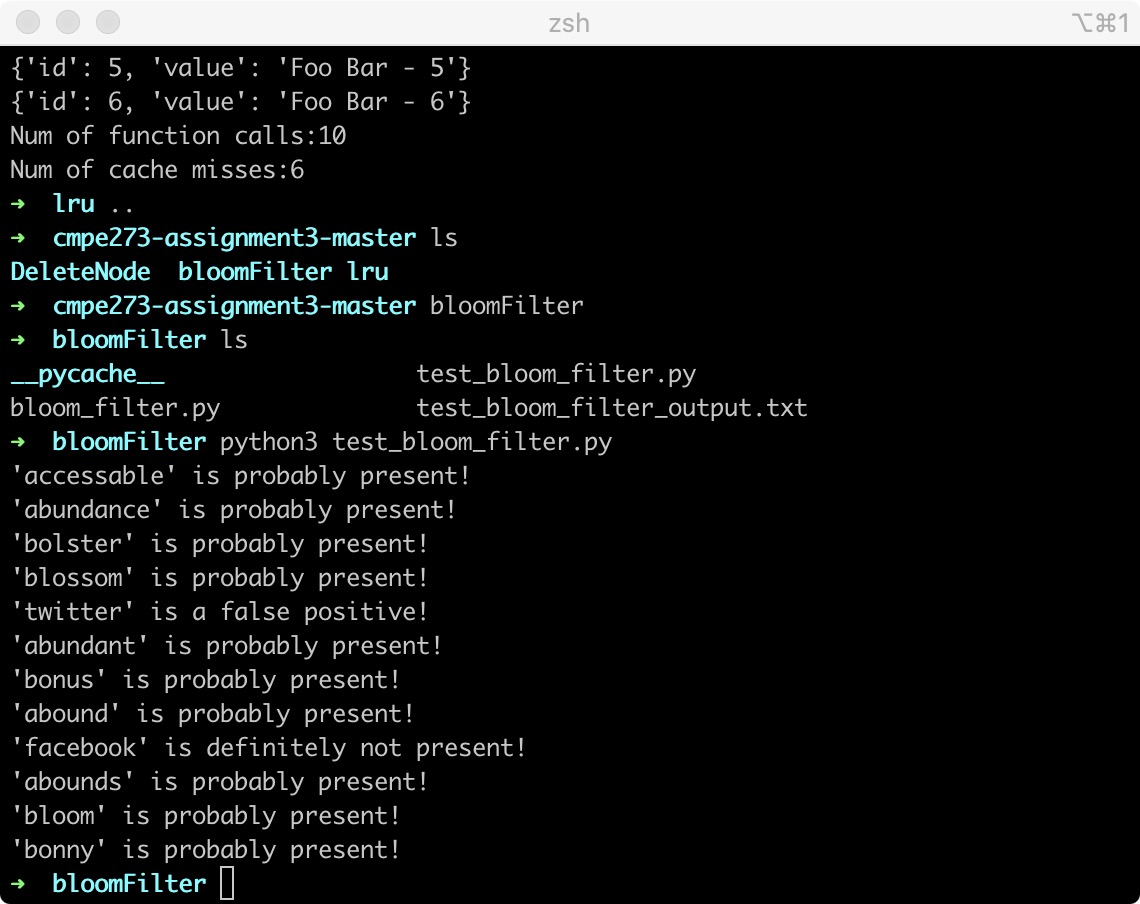 zsh
⌥⌘1
{'id': 5, 'value': 'Foo Bar - 5'}
{'id': 6, 'value': 'Foo Bar - 6'}
Num of function calls:10
Num of cache misses:6
➜  lru ..
➜  cmpe273-assignment3-master ls
DeleteNode  bloomFilter lru
➜  cmpe273-assignment3-master bloomFilter
➜  bloomFilter ls
__pycache__                  test_bloom_filter.py
bloom_filter.py              test_bloom_filter_output.txt
➜  bloomFilter python3 test_bloom_filter.py
'accessable' is probably present!
'abundance' is probably present!
'bolster' is probably present!
'blossom' is probably present!
'twitter' is a false positive!
'abundant' is probably present!
'bonus' is probably present!
'abound' is probably present!
'facebook' is definitely not present!
'abounds' is probably present!
'bloom' is probably present!
'bonny' is probably present!
➜  bloomFilter